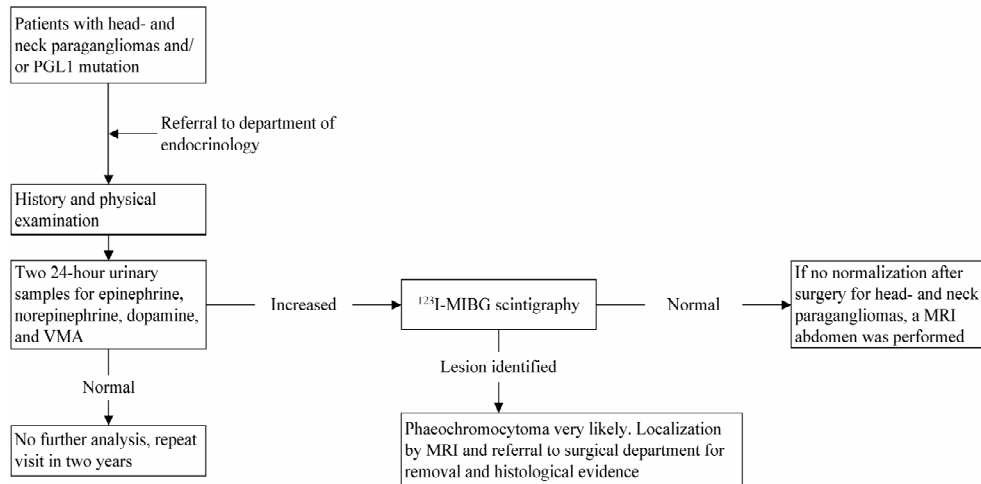 Patients with head- and
neck paragangliomas and/
or PGL1 mutation
Referral to department of
endocrinology
History and physical
examination
Two 24-hour urinary
samples for epinephrine,
norepinephrine, dopamine,
and VMA
Increased
¹²³I-MIBG scintigraphy
Normal
If no normalization after
surgery for head- and neck
paragangliomas, a MRI
abdomen was performed
Normal
Lesion identified
No further analysis, repeat
visit in two years
Phaeochromocytoma very likely. Localization
by MRI and referral to surgical department for
removal and histological evidence